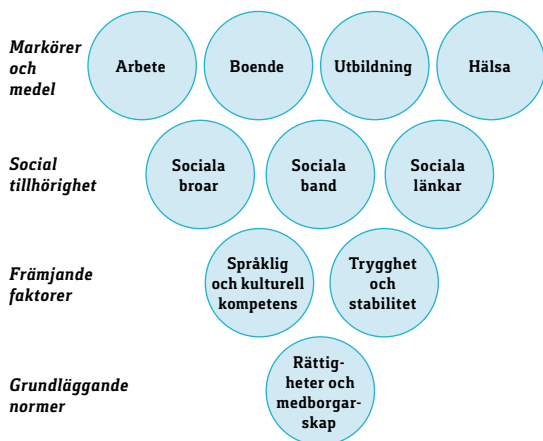 Markörer
och
medel
Arbete
Boende
Utbildning
Hälsa
Social
tillhörighet
Sociala
broar
Sociala
band
Sociala
länkar
Främjande
faktorer
Språklig
och kulturell
kompetens
Trygghet
och
stabilitet
Grundläggande
normer
Rättig-
heter och
medborgar-
skap